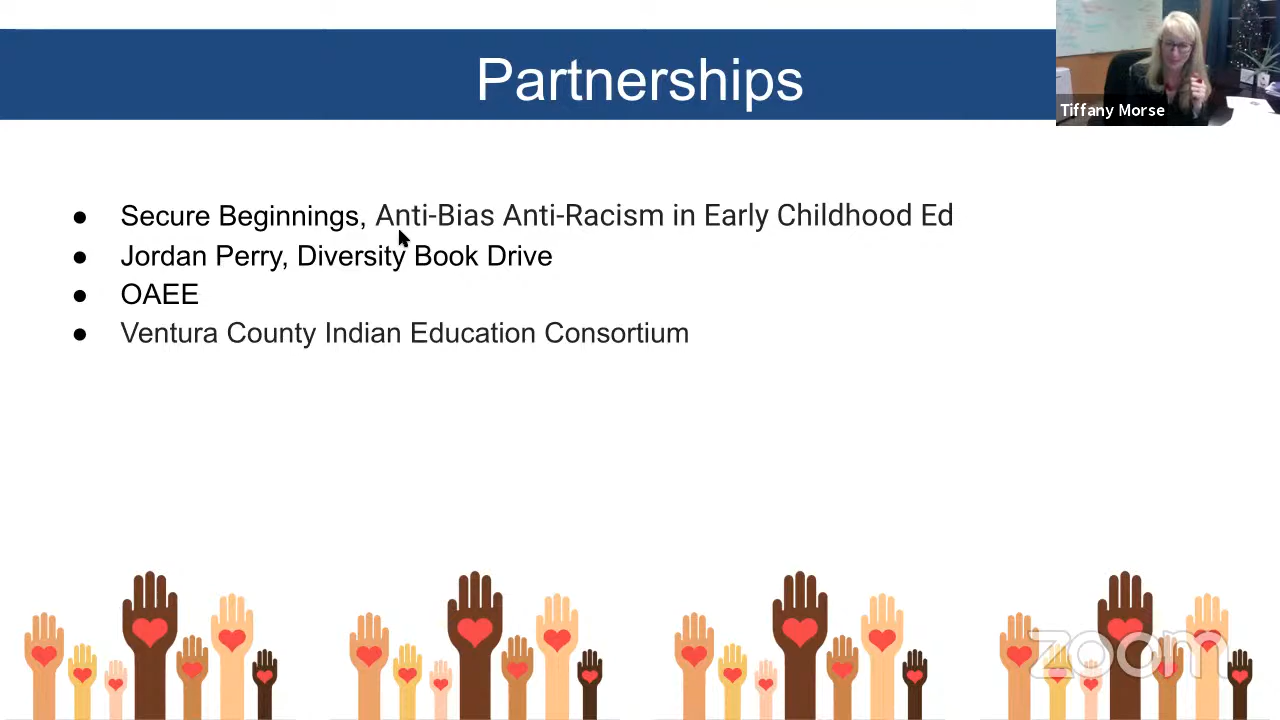 Partnerships
Tiffany Morse
● Secure Beginnings, Anti-Bias Anti-Racism in Early Childhood Ed
● Jordan Perry, Diversity Book Drive
● OAEE
● Ventura County Indian Education Consortium
zoom